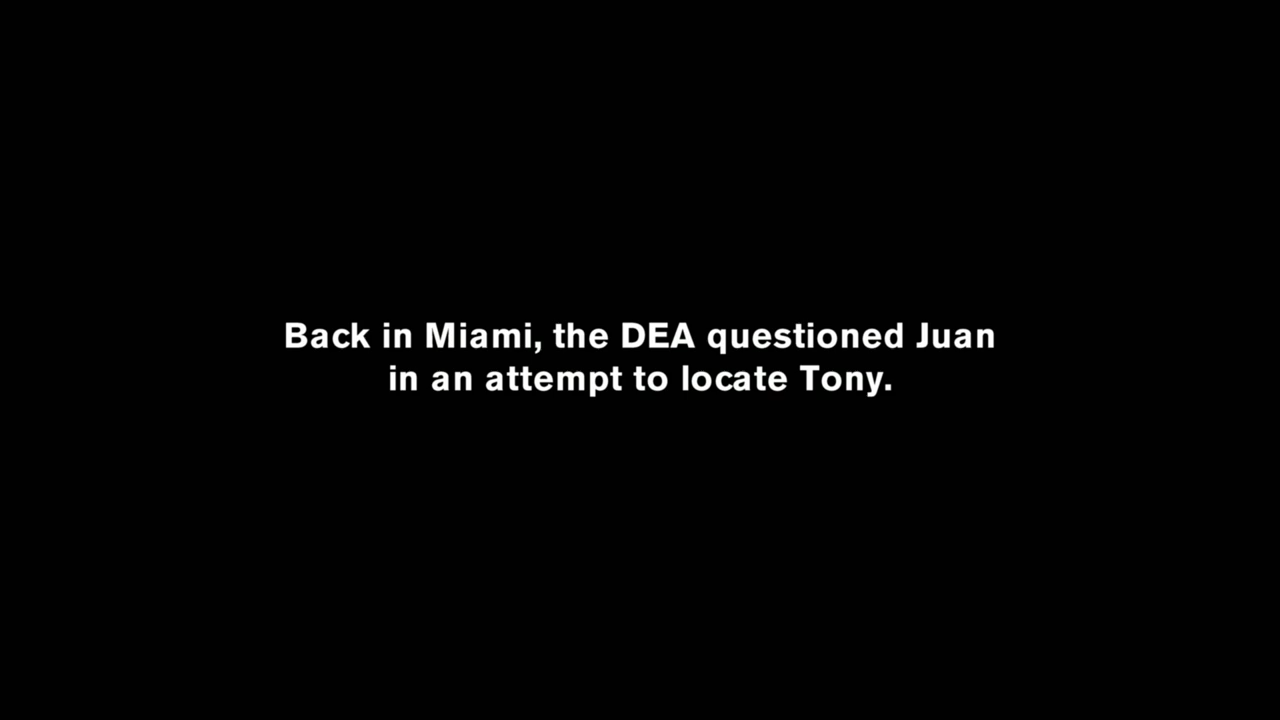 Back in Miami, the DEA questioned Juan
in an attempt to locate Tony.